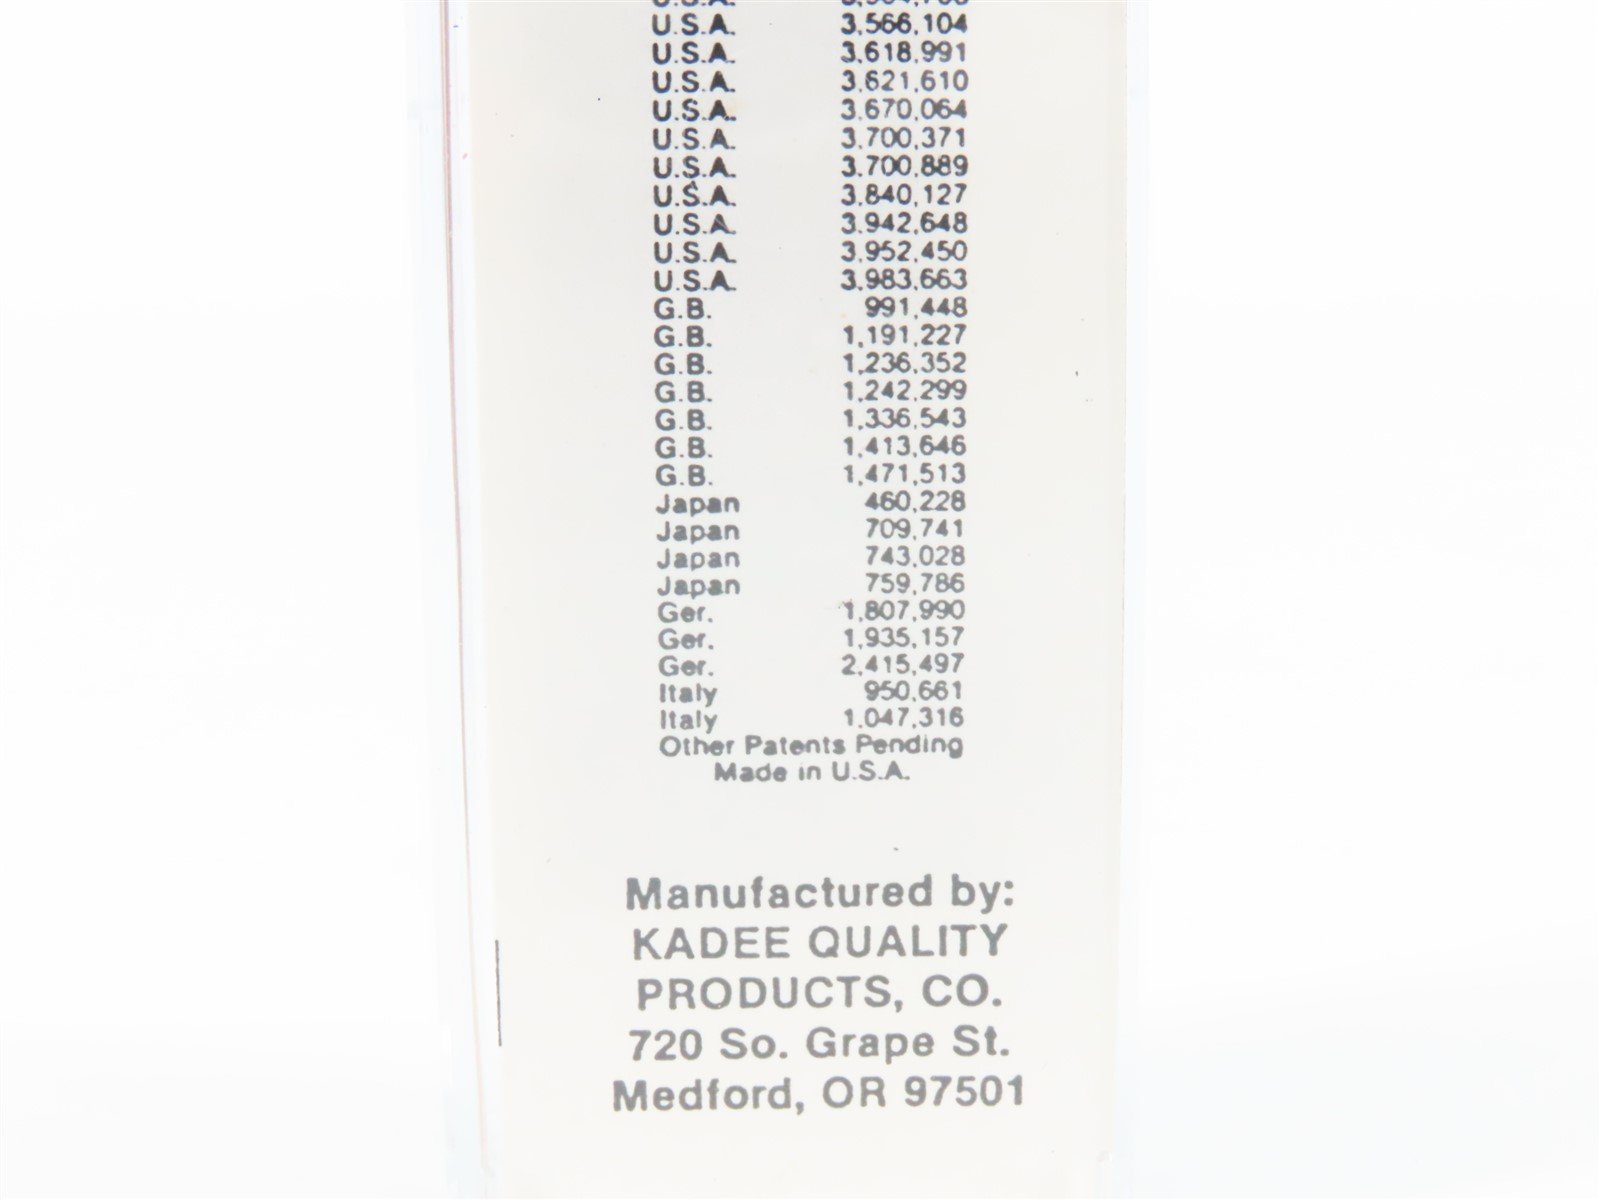 U.S.A. 3,566,104
U.S.A. 3,618,991
U.S.A. 3,621,610
U.S.A. 3,670,064
U.S.A. 3,700,371
U.S.A. 3,700,889
U.S.A. 3,840,127
U.S.A. 3,942,648
U.S.A. 3,952,450
U.S.A. 3,983,663
G.B. 991,448
G.B. 1,191,227
G.B. 1,236,352
G.B. 1,242,299
G.B. 1,336,543
G.B. 1,413,646
G.B. 1,471,513
Japan 460,228
Japan 709,741
Japan 743,028
Japan 759,786
Ger. 1,807,990
Ger. 1,935,157
Ger. 2,415,497
Italy 950,661
Italy 1,047,316
Other Patents Pending
Made in U.S.A.
Manufactured by:
KADEE QUALITY
PRODUCTS, CO.
720 So. Grape St.
Medford, OR 97501